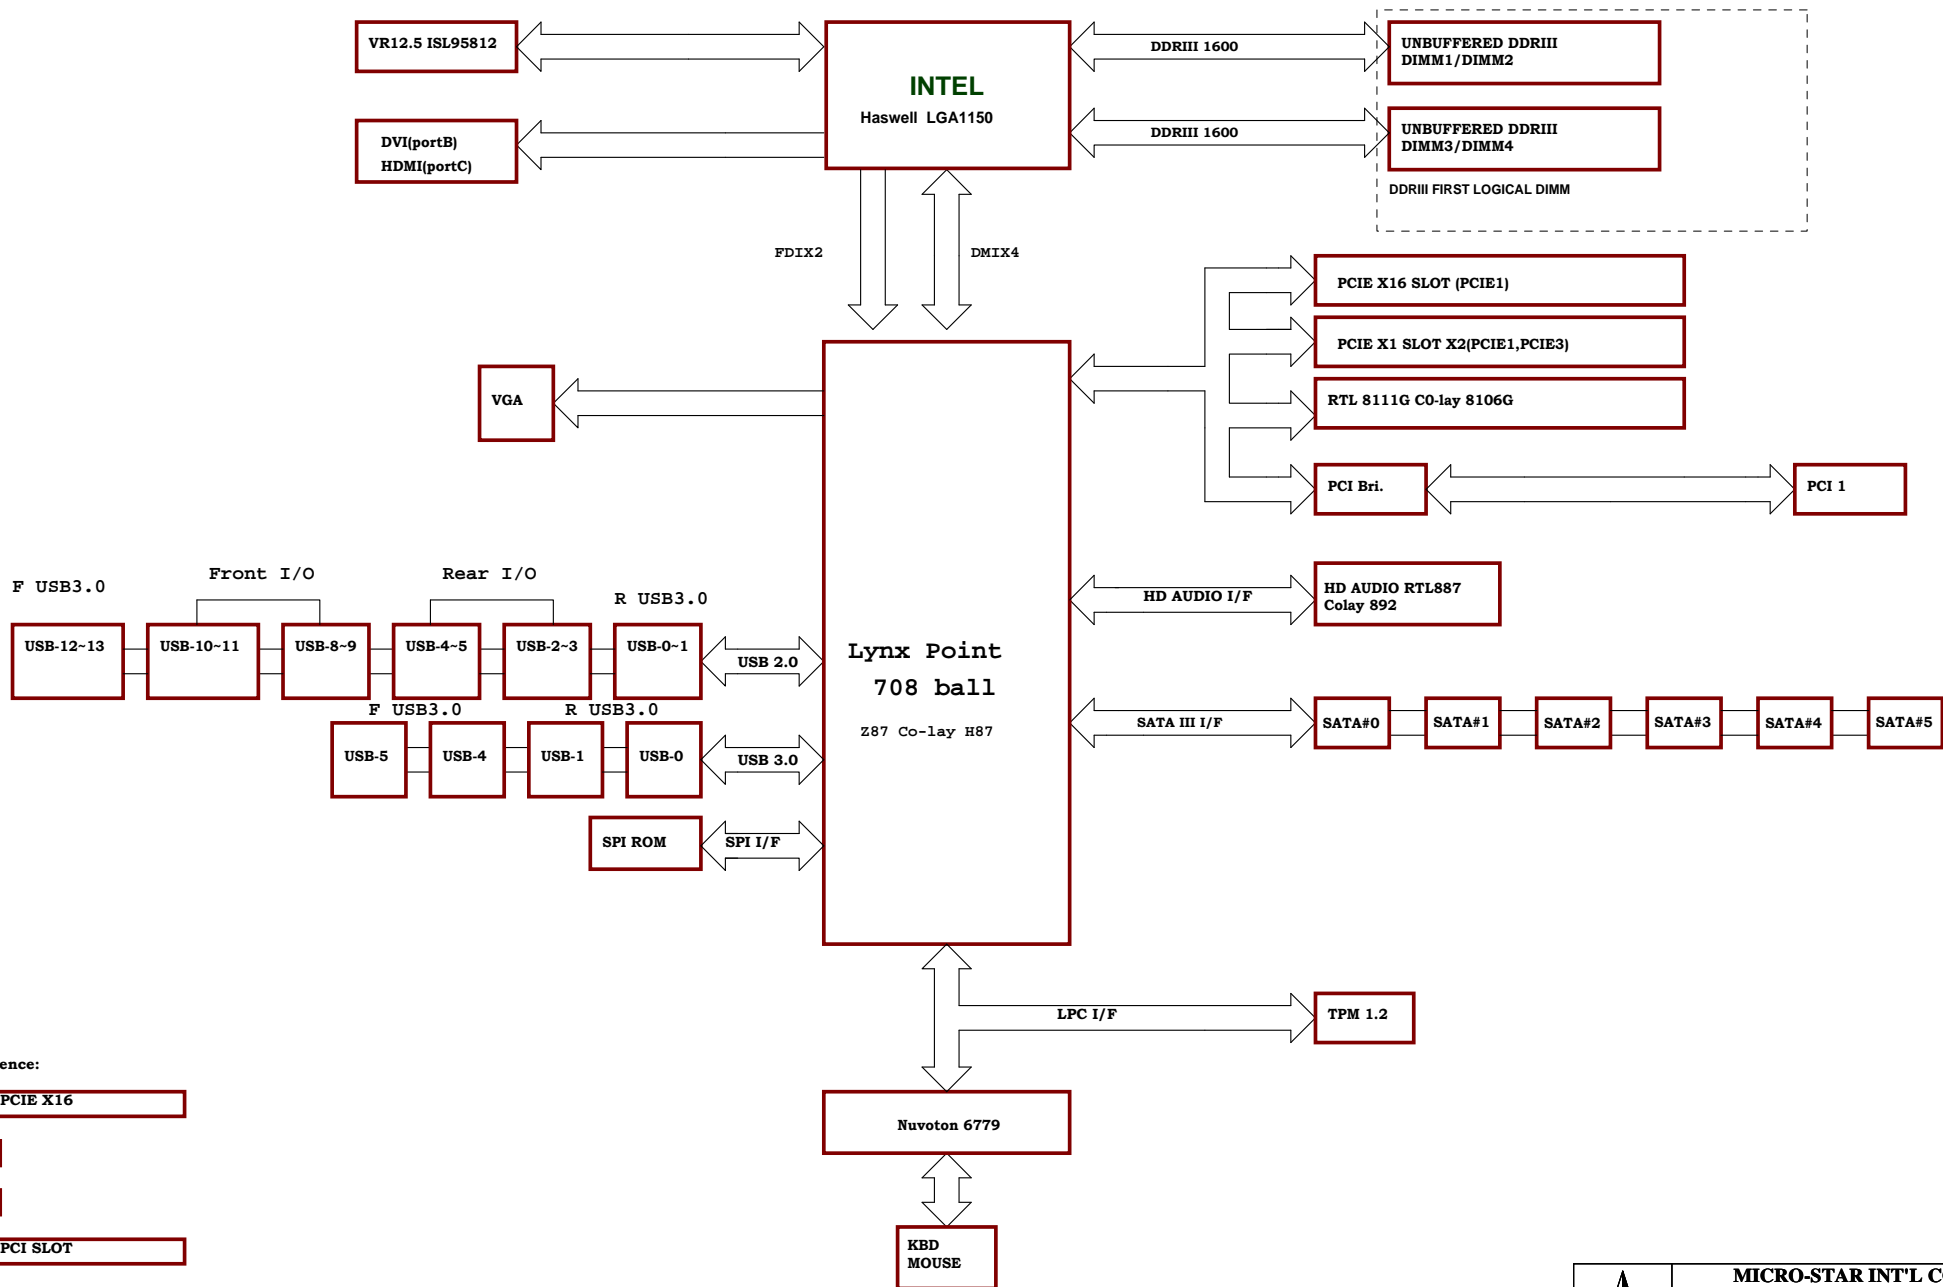 VR12.5 ISL95812
INTEL
Haswell LGA1150
DVI(portB)
HDMI(portC)
DDRIII 1600
UNBUFFERED DDRIII
DIMM1/DIMM2
DDRIII 1600
UNBUFFERED DDRIII
DIMM3/DIMM4
DDRIII FIRST LOGICAL DIMM
FDIX2
DMIX4
PCIE X16 SLOT (PCIE1)
PCIE X1 SLOT X2(PCIE1,PCIE3)
RTL 8111G C0-lay 8106G
PCI Bri.
PCI 1
VGA
F USB3.0
Front I/O
Rear I/O
R USB3.0
USB-12~13
USB-10~11
USB-8~9
USB-4~5
USB-2~3
USB-0~1
USB 2.0
F USB3.0
R USB3.0
USB-5
USB-4
USB-1
USB-0
USB 3.0
SPI ROM
SPI I/F
Lynx Point
708 ball
Z87 Co-lay H87
HD AUDIO I/F
HD AUDIO RTL887
Colay 892
SATA III I/F
SATA#0
SATA#1
SATA#2
SATA#3
SATA#4
SATA#5
LPC I/F
TPM 1.2
Nuvoton 6779
KBD
MOUSE
ence:
PCIE X16
PCI SLOT
MICRO-STAR INT'L C